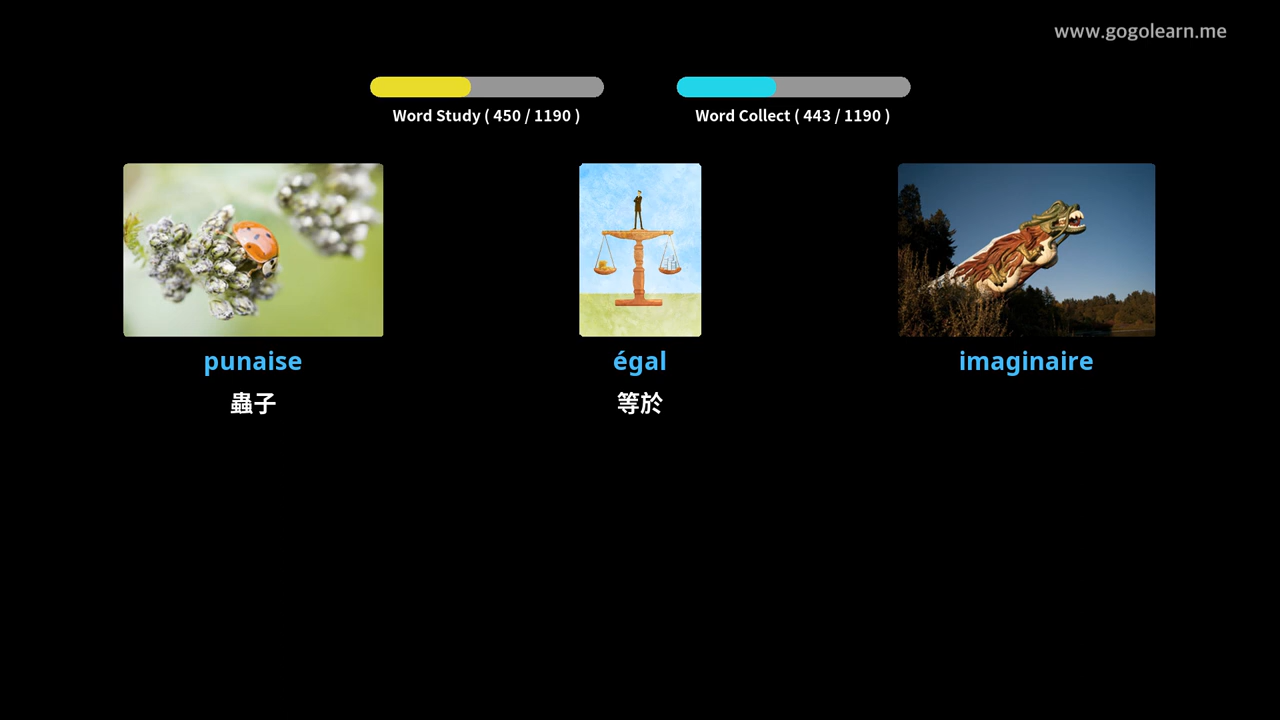 www.gogolearn.me
Word Study ( 450 / 1190 )
Word Collect ( 443 / 1190 )
punaise
égal
imaginaire
蟲子
等於